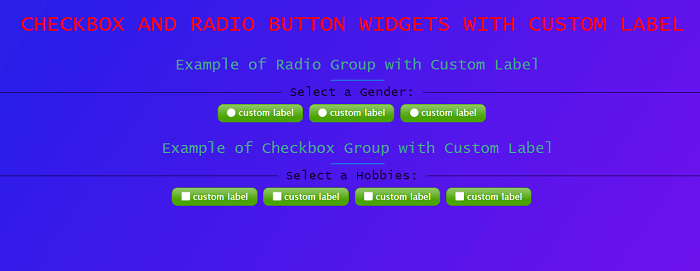 CHECKBOX AND RADIO BUTTON WIDGETS WITH CUSTOM LABEL
Example of Radio Group with Custom Label
Select a Gender:
custom label custom label custom label
Example of Checkbox Group with Custom Label
Select a Hobbies:
custom label custom label custom label custom label